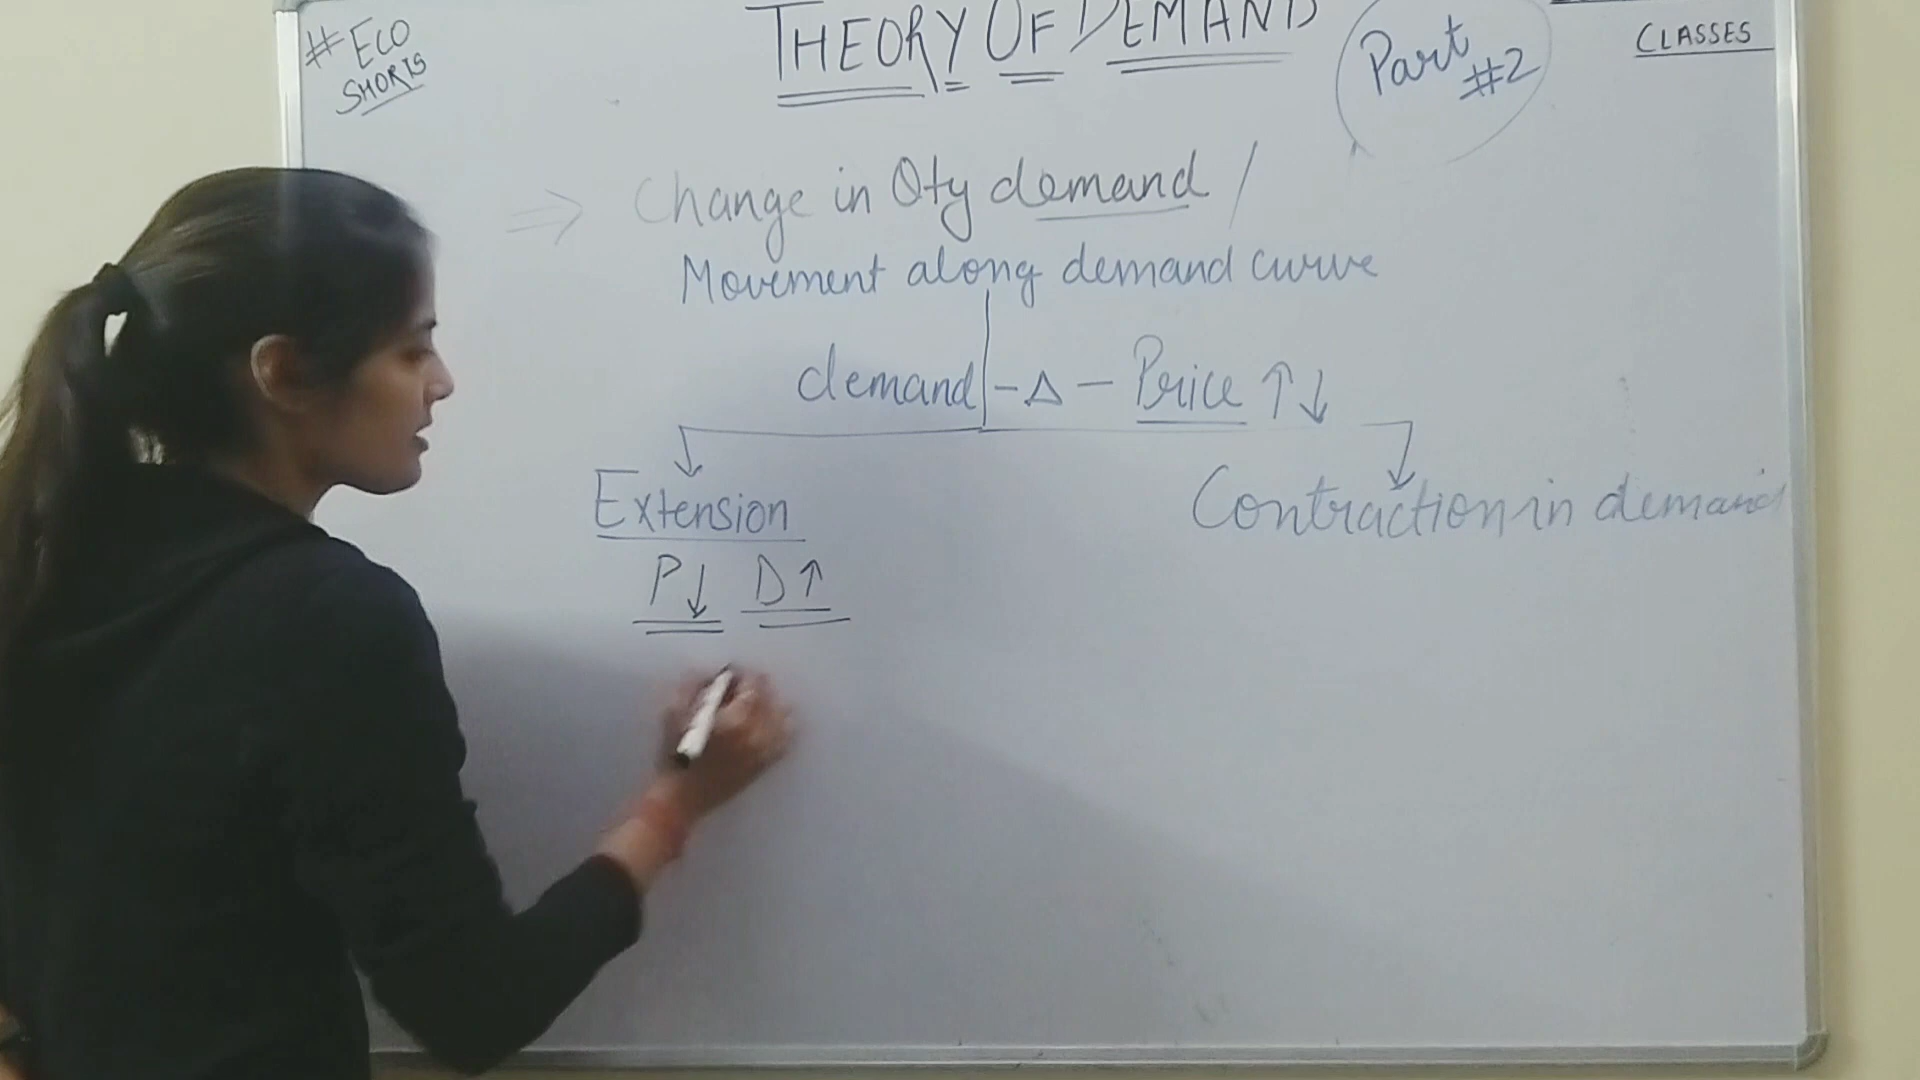 # ECO
SHORTS
THEORY OF DEMAND
Part
#2
CLASSES
⇒ Change in Qty demand /
Movement along demand curve
demand - Δ - Price ↑↓
Extension
Contraction in demand
P↓ D↑